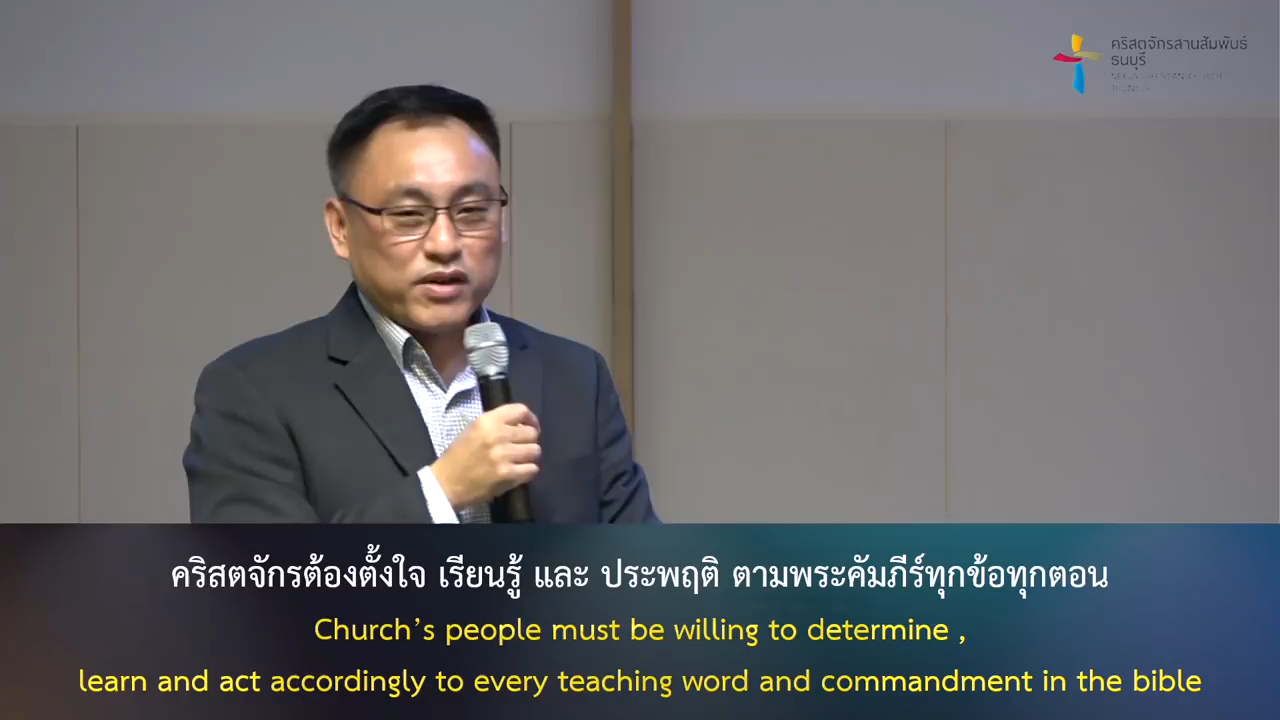 คริสตจักรสานสัมพันธ์
ธนบุรี
คริสตจักรต้องตั้งใจ เรียนรู้ และ ประพฤติ ตามพระคัมภีร์ทุกข้อทุกตอน
Church's people must be willing to determine ,
learn and act accordingly to every teaching word and commandment in the bible